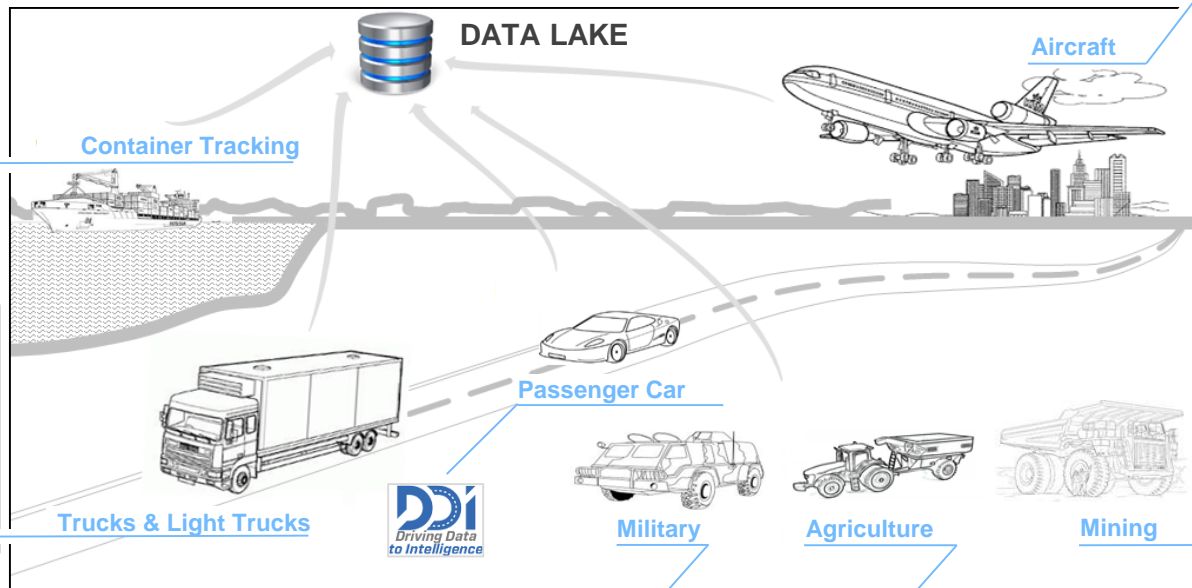 DATA LAKE
Aircraft
Container Tracking
Passenger Car
Trucks & Light Trucks
DDI
Driving Data
to Intelligence
Military
Agriculture
Mining